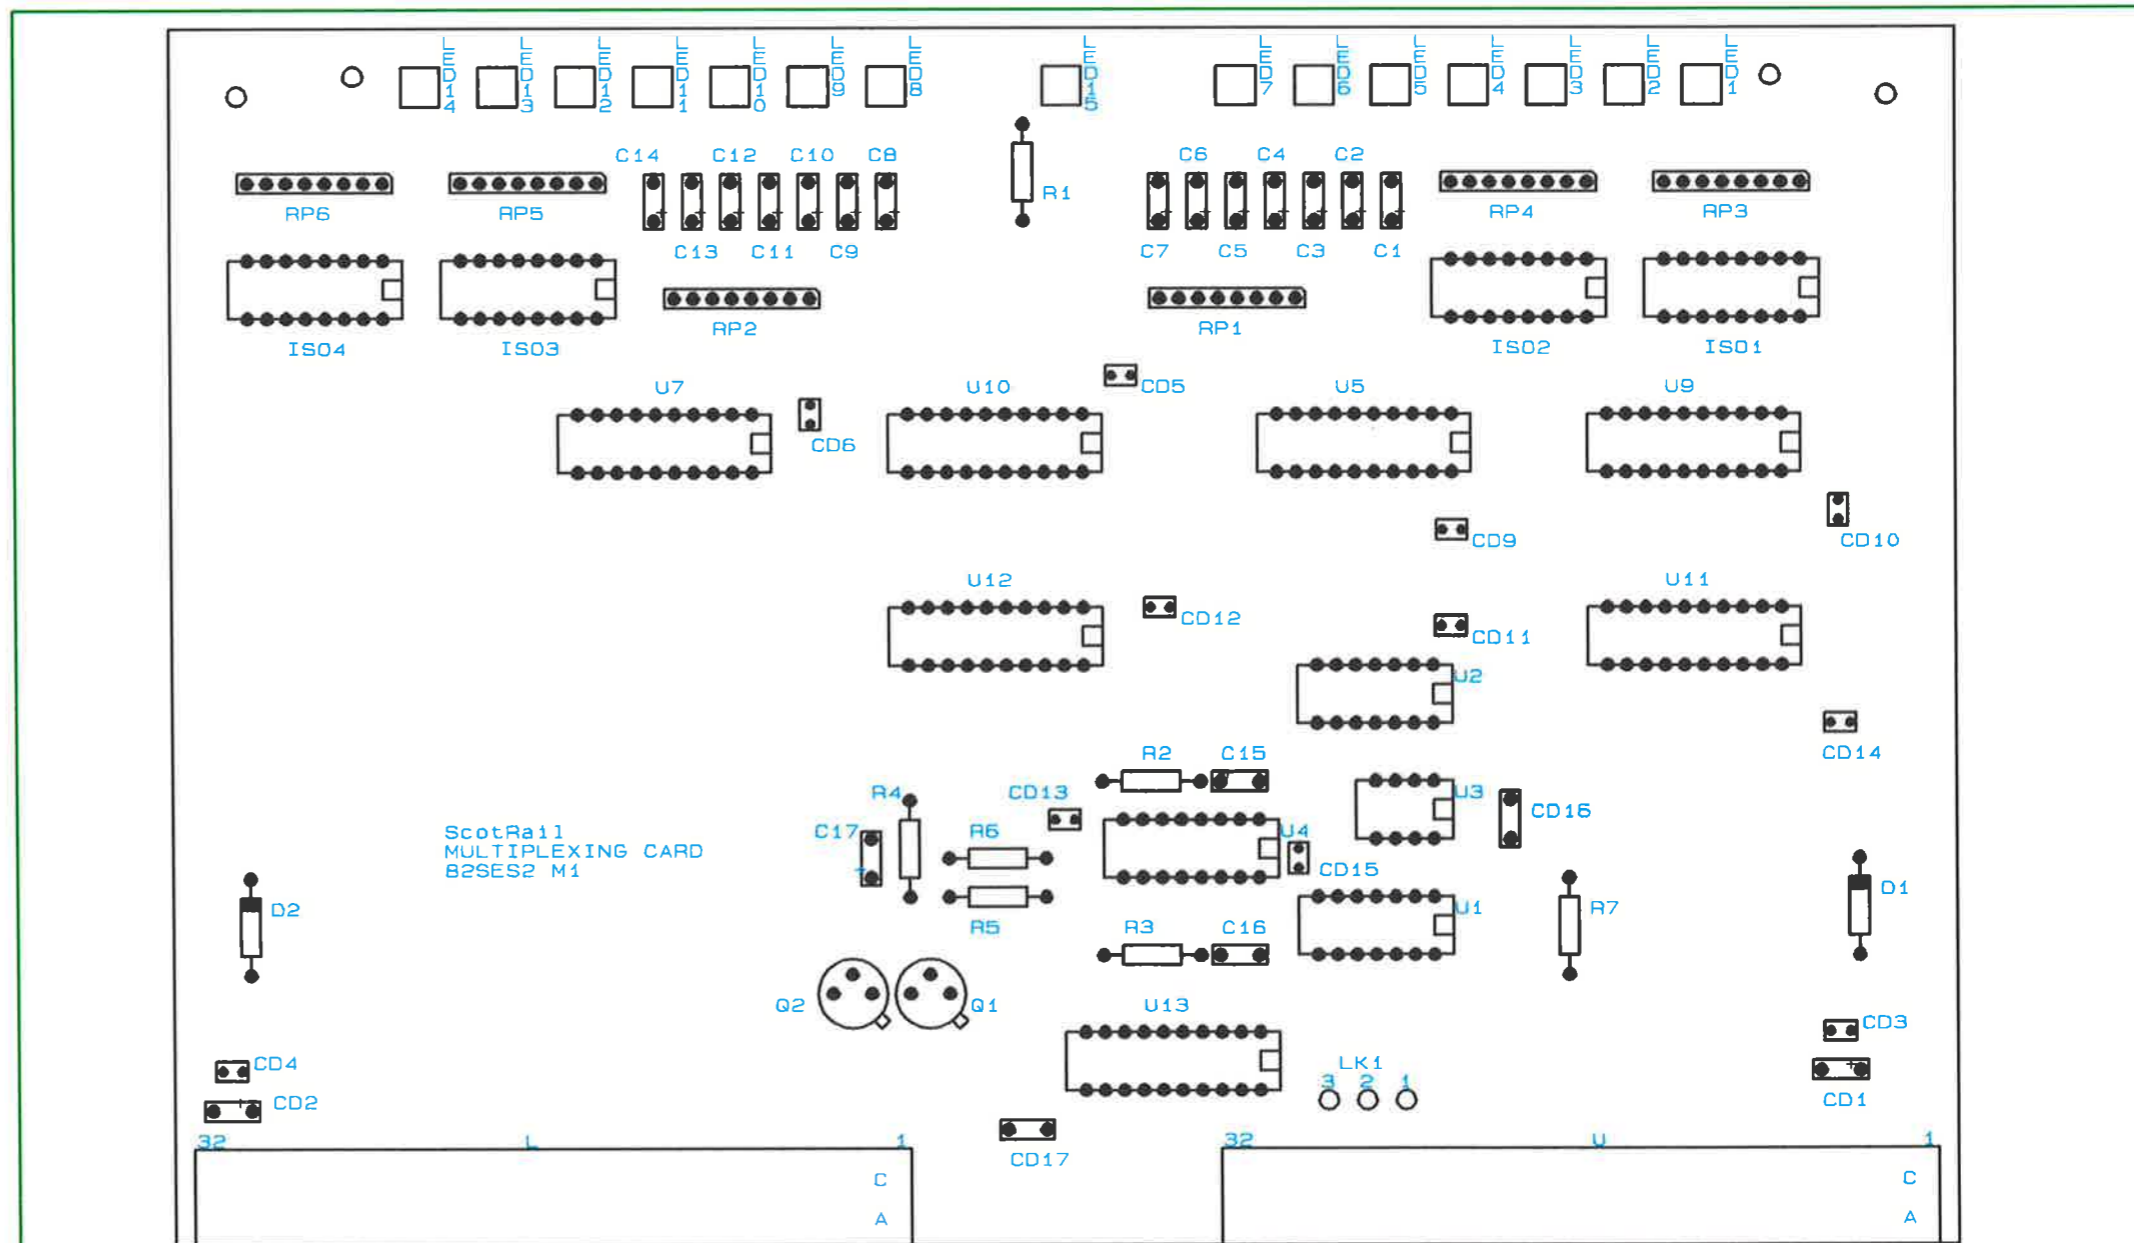 LED14 LED13 LED12 LED11 LED10 LED9 LED8 LED15 LED7 LED6 LED5 LED4 LED3 LED2 LED1
C14 C12 C10 C8 C6 C4 C2
R1
RP6 RP5 RP4 RP3
C13 C11 C9 C7 C5 C3 C1
RP2 RP1
ISO4 ISO3 ISO2 ISO1
U7 U10 CD5 U5 U9
CD6
CD9 CD10
U12 U11
CD12 CD11
U2
R2 C15 CD14
R4 CD13 U3
CD16
C17 R6 U4
+
ScotRail
MULTIPLEXING CARD
B2SES2 M1
CD15
D2 R5 R3 C16 U1 R7 D1
Q2 Q1 U13
CD3
CD4 LK1
3 2 1
CD2 CD1
32 L 1 32 U 1
CD17
C C
A A